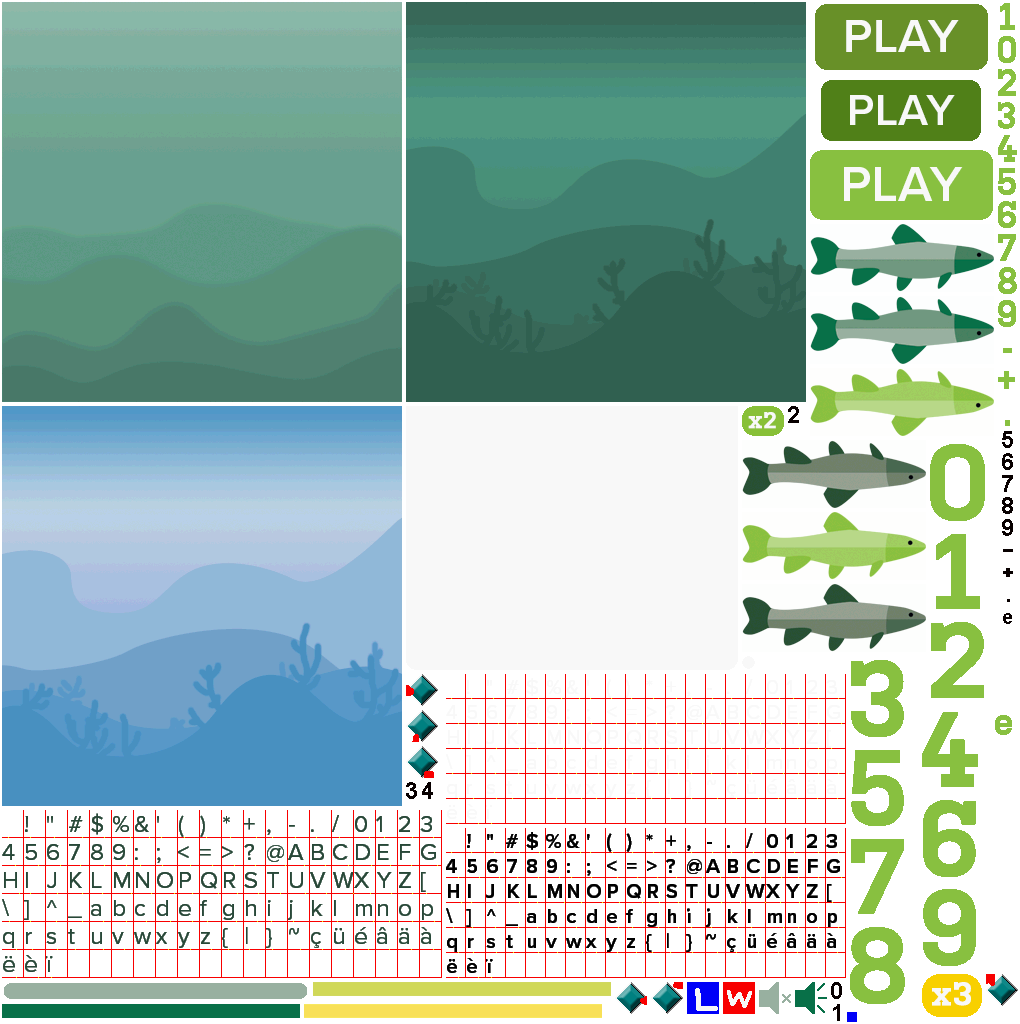 PLAY
PLAY
PLAY
1
0
2
3
4
5
6
7
8
9
-
+
.
x2
2
5
6
7
8
9
-
+
.
e
0
1
2
3
4
5
6
7
8
9
e
3 4
! " # $ % & ' ( ) * + , - . / 0 1 2 3
4 5 6 7 8 9 : ; < = > ? @ A B C D E F G
H I J K L M N O P Q R S T U V W X Y Z [
\ ] ^ _ a b c d e f g h i j k l m n o p
q r s t u v w x y z { | } ~ ç ü é â ä à
ë è ï
! " # $ % & ' ( ) * + , - . / 0 1 2 3
4 5 6 7 8 9 : ; < = > ? @ A B C D E F G
H I J K L M N O P Q R S T U V W X Y Z [
\ ] ^ _ a b c d e f g h i j k l m n o p
q r s t u v w x y z { | } ~ ç ü é â ä à
ë è ï
L W
0
1
x3